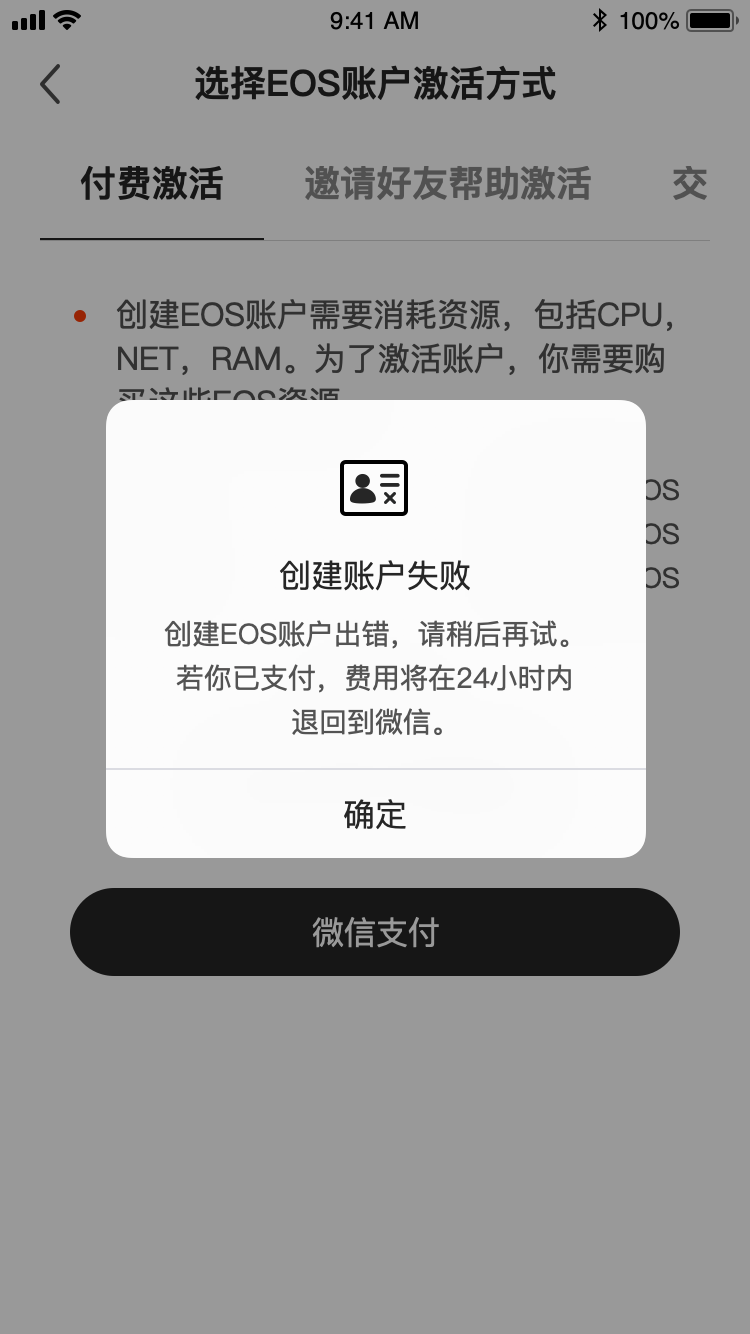 9:41 AM
100%
选择EOS账户激活方式
付费激活
邀请好友帮助激活
交
创建EOS账户需要消耗资源，包括CPU，
NET，RAM。为了激活账户，你需要购
买这些EOS资源
OS
OS
OS
创建账户失败
创建EOS账户出错，请稍后再试。
若你已支付，费用将在24小时内
退回到微信。
确定
微信支付